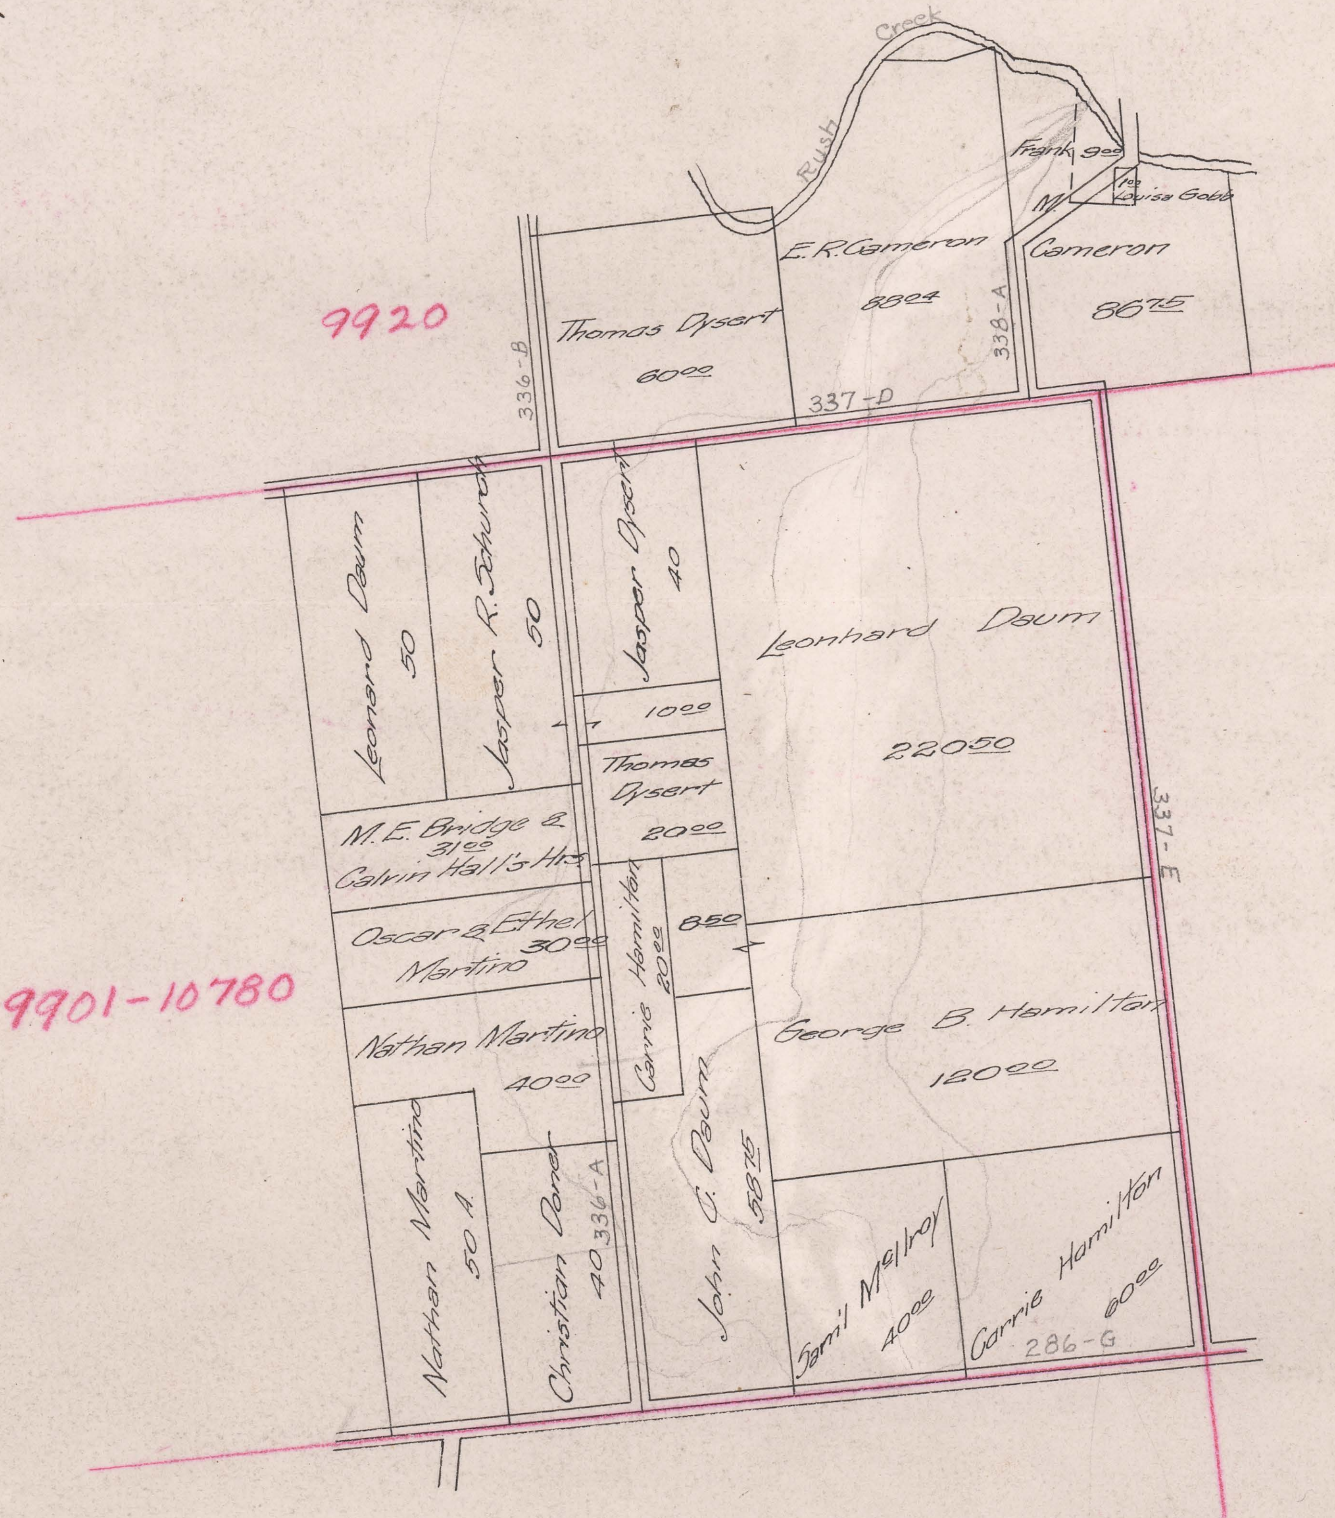 Creek
Rush
Frank 9 00
M.
1 00
Louisa Gobb
Cameron
86 75
E. R. Cameron
88 04
338-A
Thomas Dysert
60 00
9920
336-B
337-D
Leonard Daum
50
Jasper R. Schurch
50
Jasper Dysert
40
10 00
Leonhard Daum
220 50
Thomas
Dysert
20 00
337-E
M. E. Bridge &
31 00
Calvin Hall's Hrs.
Oscar & Ethel
30 00
Martino
Carrie Hamilton
20 00
8 50
9901-10780
Nathan Martino
40 00
George B. Hamilton
120 00
Nathan Martino
50 A
Christian Doner
40
336-A
John C. Daum
58 75
Sam'l McIlroy
40 00
Carrie Hamilton
60 00
286-G